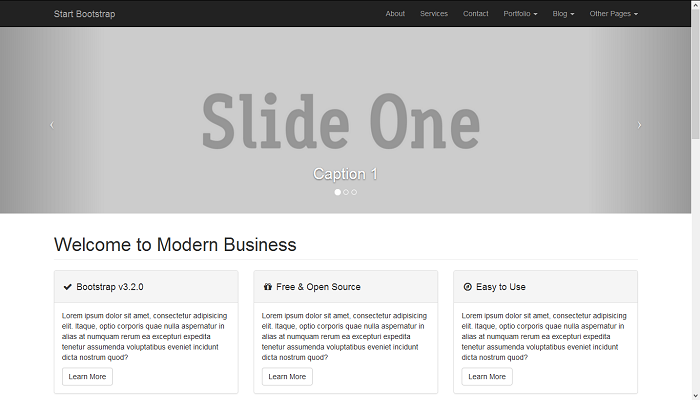 Start Bootstrap
About Services Contact Portfolio Blog Other Pages
Slide One
Caption 1
Welcome to Modern Business
Bootstrap v3.2.0
Lorem ipsum dolor sit amet, consectetur adipisicing
elit. Itaque, optio corporis quae nulla aspernatur in
alias at numquam rerum ea excepturi expedita
tenetur assumenda voluptatibus eveniet incidunt
dicta nostrum quod?
Learn More
Free & Open Source
Lorem ipsum dolor sit amet, consectetur adipisicing
elit. Itaque, optio corporis quae nulla aspernatur in
alias at numquam rerum ea excepturi expedita
tenetur assumenda voluptatibus eveniet incidunt
dicta nostrum quod?
Learn More
Easy to Use
Lorem ipsum dolor sit amet, consectetur adipisicing
elit. Itaque, optio corporis quae nulla aspernatur in
alias at numquam rerum ea excepturi expedita
tenetur assumenda voluptatibus eveniet incidunt
dicta nostrum quod?
Learn More